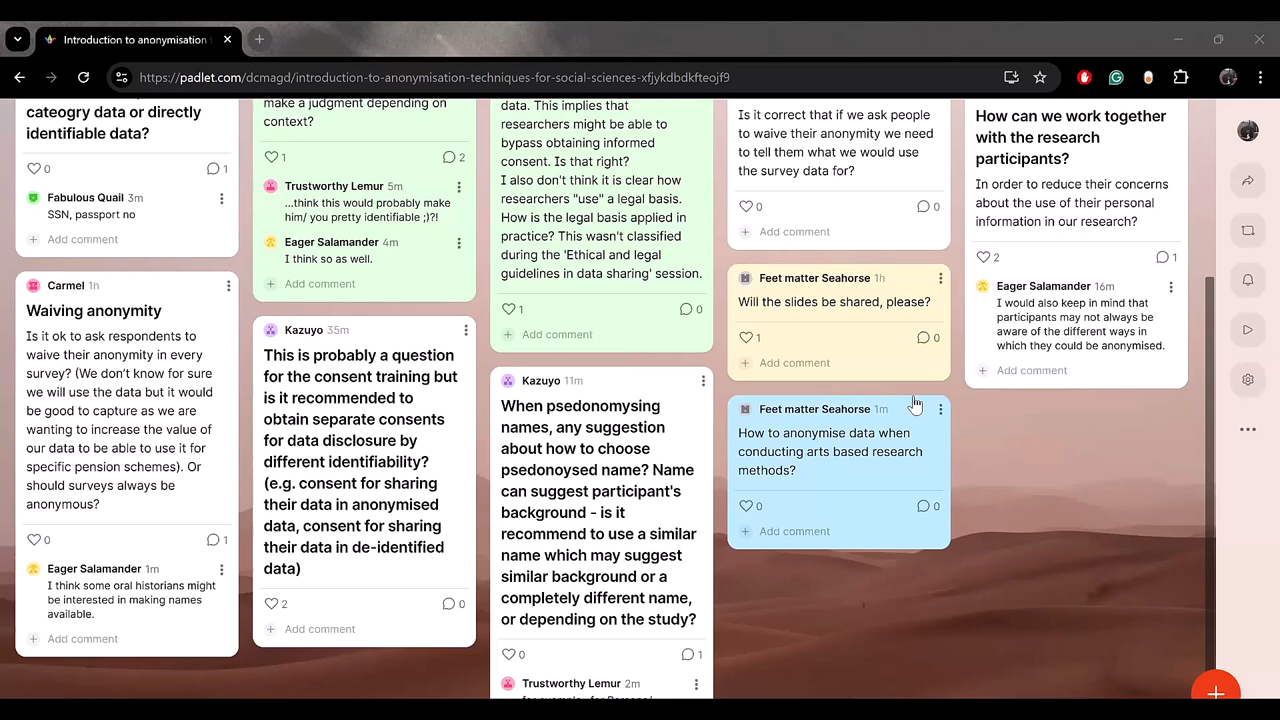 Introduction to anonymisation
https://padlet.com/dcmagd/introduction-to-anonymisation-techniques-for-social-sciences-xfjykdbdkfteojf9
cateogry data or directly
identifiable data?
0
1
Fabulous Quail 3m
SSN, passport no
Add comment
Carmel 1h
Waiving anonymity
Is it ok to ask respondents to
waive their anonymity in every
survey? (We don't know for sure
we will use the data but it would
be good to capture as we are
wanting to increase the value of
our data to be able to use it for
specific pension schemes). Or
should surveys always be
anonymous?
0
1
Eager Salamander 1m
I think some oral historians might
be interested in making names
available.
Add comment
make a judgment depending on
context?
1
2
Trustworthy Lemur 5m
...think this would probably make
him/ you pretty identifiable ;)?!
Eager Salamander 4m
I think so as well.
Add comment
Kazuyo 35m
This is probably a question
for the consent training but
is it recommended to
obtain separate consents
for data disclosure by
different identifiability?
(e.g. consent for sharing
their data in anonymised
data, consent for sharing
their data in de-identified
data)
2
0
Add comment
data. This implies that
researchers might be able to
bypass obtaining informed
consent. Is that right?
I also don't think it is clear how
researchers "use" a legal basis.
How is the legal basis applied in
practice? This wasn't classified
during the 'Ethical and legal
guidelines in data sharing' session.
1
0
Add comment
Kazuyo 11m
When psedonomysing
names, any suggestion
about how to choose
psedonoysed name? Name
can suggest participant's
background - is it
recommend to use a similar
name which may suggest
similar background or a
completely different name,
or depending on the study?
0
1
Trustworthy Lemur 2m
Is it correct that if we ask people
to waive their anonymity we need
to tell them what we would use
the survey data for?
0
0
Add comment
Feet matter Seahorse 1h
Will the slides be shared, please?
1
0
Add comment
Feet matter Seahorse 1m
How to anonymise data when
conducting arts based research
methods?
0
0
Add comment
How can we work together
with the research
participants?
In order to reduce their concerns
about the use of their personal
information in our research?
2
1
Eager Salamander 16m
I would also keep in mind that
participants may not always be
aware of the different ways in
which they could be anonymised.
Add comment